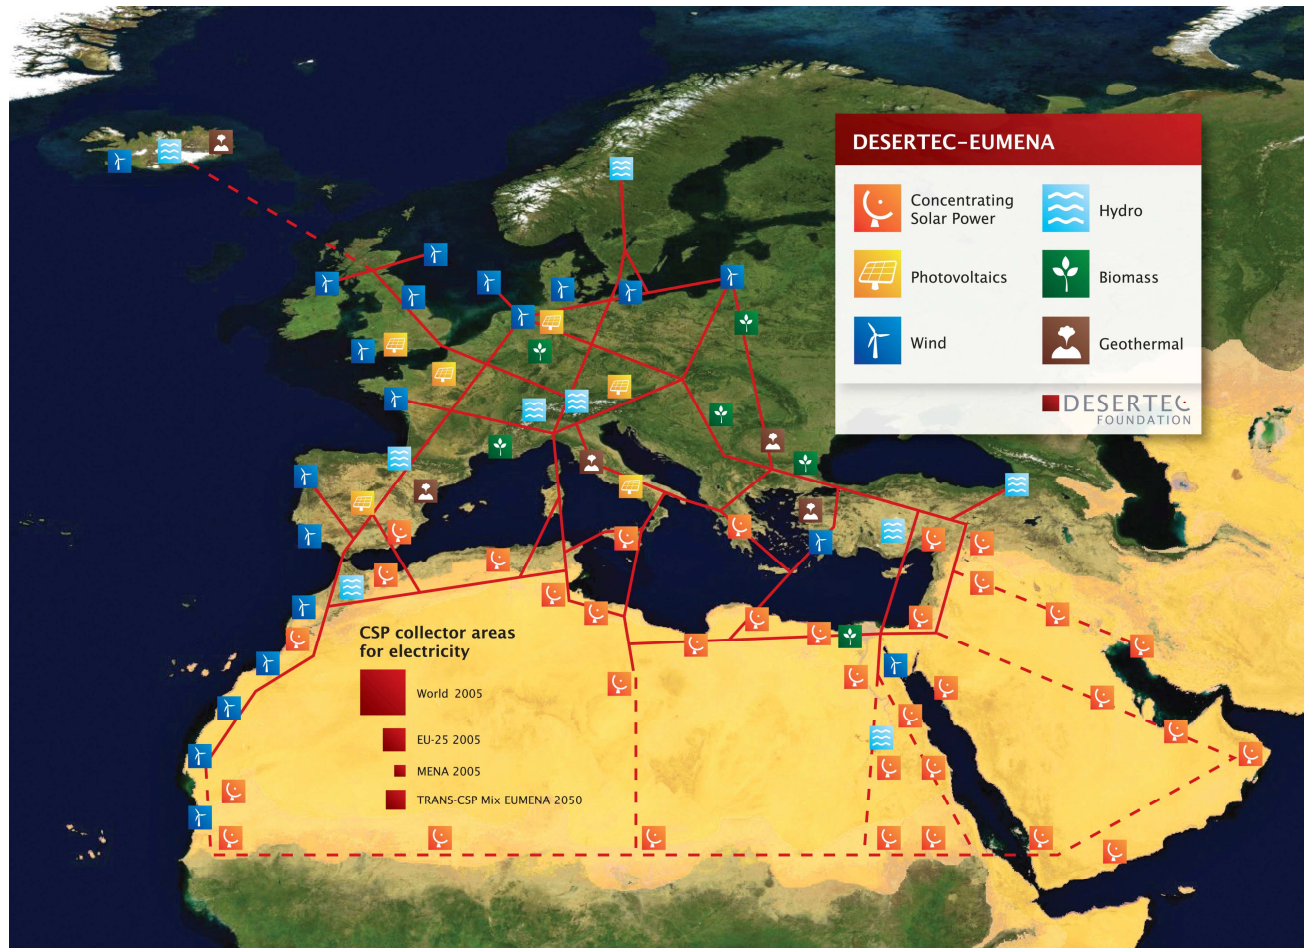 DESERTEC–EUMENA
Concentrating
Solar Power
Hydro
Photovoltaics
Biomass
Wind
Geothermal
DESERTEC
FOUNDATION
CSP collector areas
for electricity
World 2005
EU-25 2005
MENA 2005
TRANS-CSP Mix EUMENA 2050